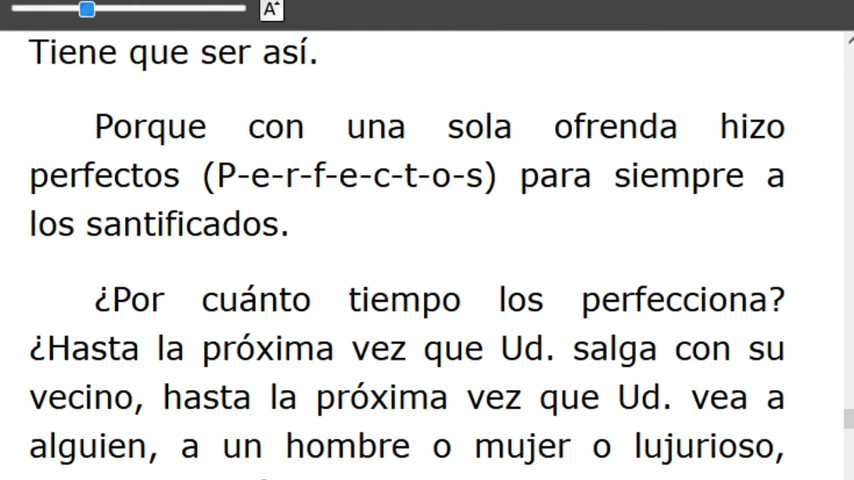 A
Tiene que ser así.
Porque con una sola ofrenda hizo
perfectos (P-e-r-f-e-c-t-o-s) para siempre a
los santificados.
¿Por cuánto tiempo los perfecciona?
¿Hasta la próxima vez que Ud. salga con su
vecino, hasta la próxima vez que Ud. vea a
alguien, a un hombre o mujer o lujurioso,